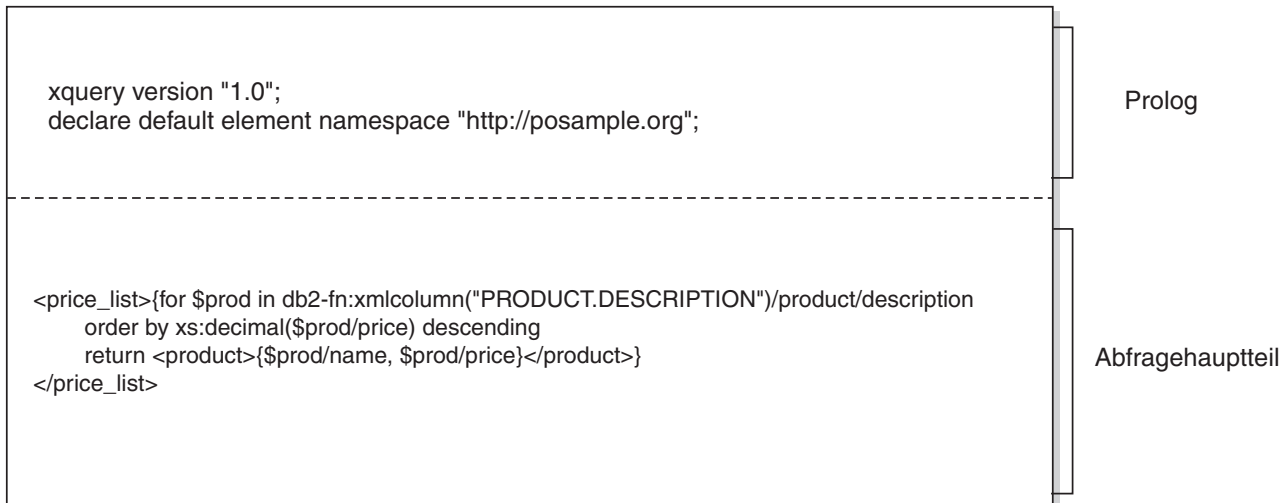 xquery version "1.0";
declare default element namespace "http://posample.org";
Prolog
<price_list>{for $prod in db2-fn:xmlcolumn("PRODUCT.DESCRIPTION")/product/description
order by xs:decimal($prod/price) descending
return <product>{$prod/name, $prod/price}</product>}
</price_list>
Abfragehauptteil